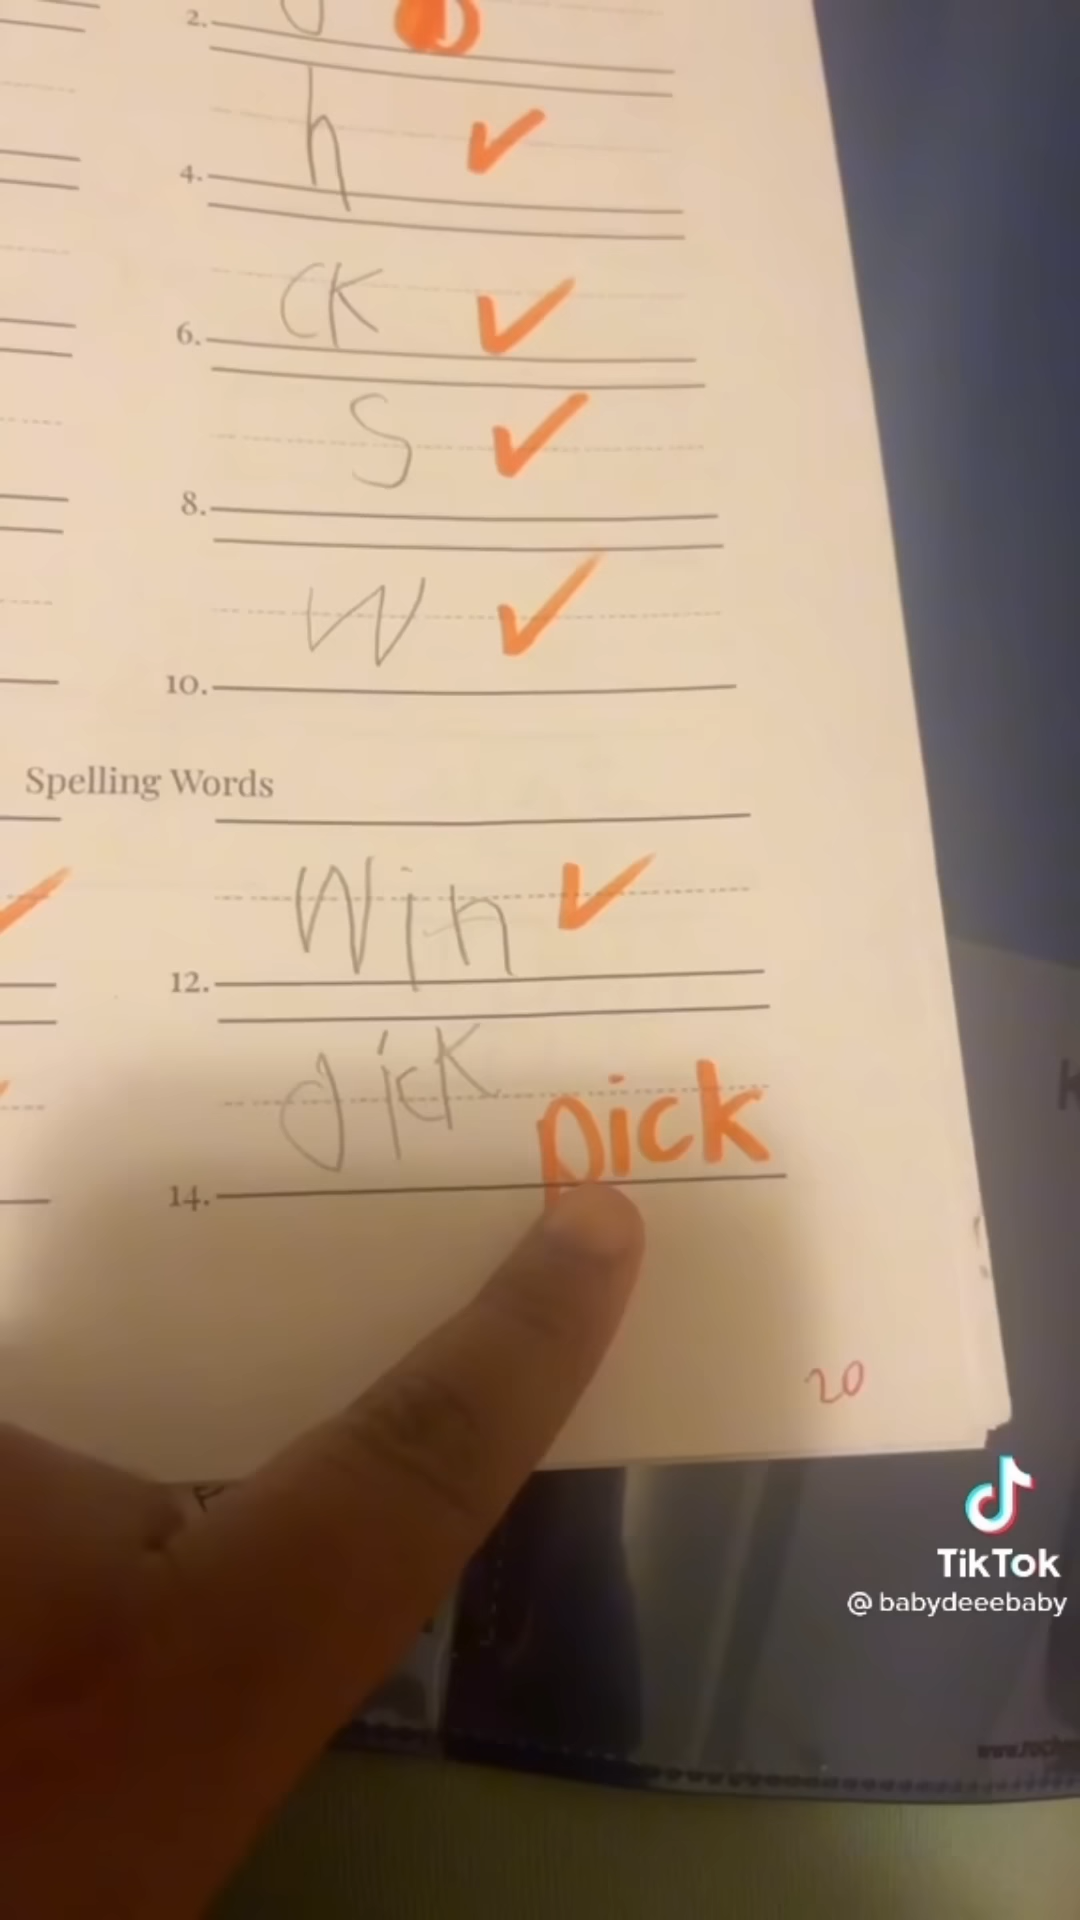 2.
h
4.
CK
6.
S
8.
W
10.
Spelling Words
Win
12.
dick
Dick
14.
20
TikTok
@babydeeebaby